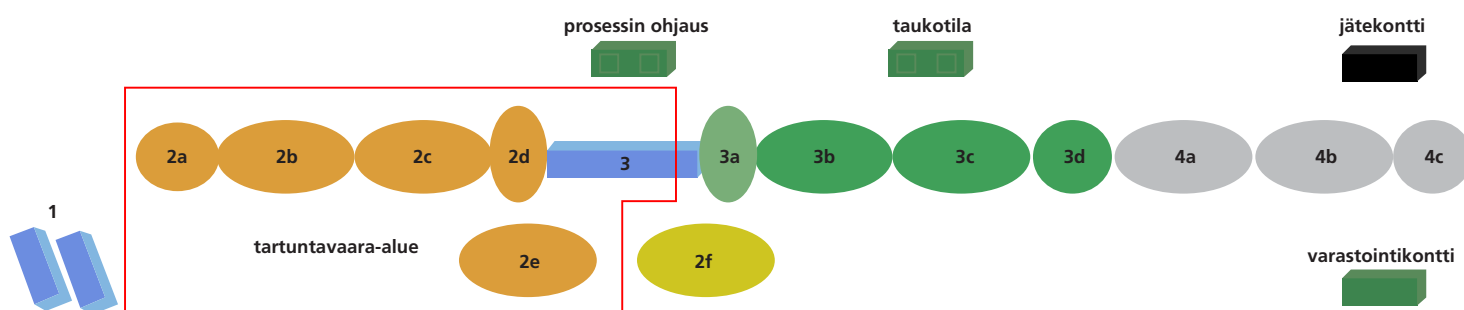 prosessin ohjaus
taukotila
jätekontti
2a
2b
2c
2d
3
3a
3b
3c
3d
4a
4b
4c
1
tartuntavaara-alue
2e
2f
varastointikontti